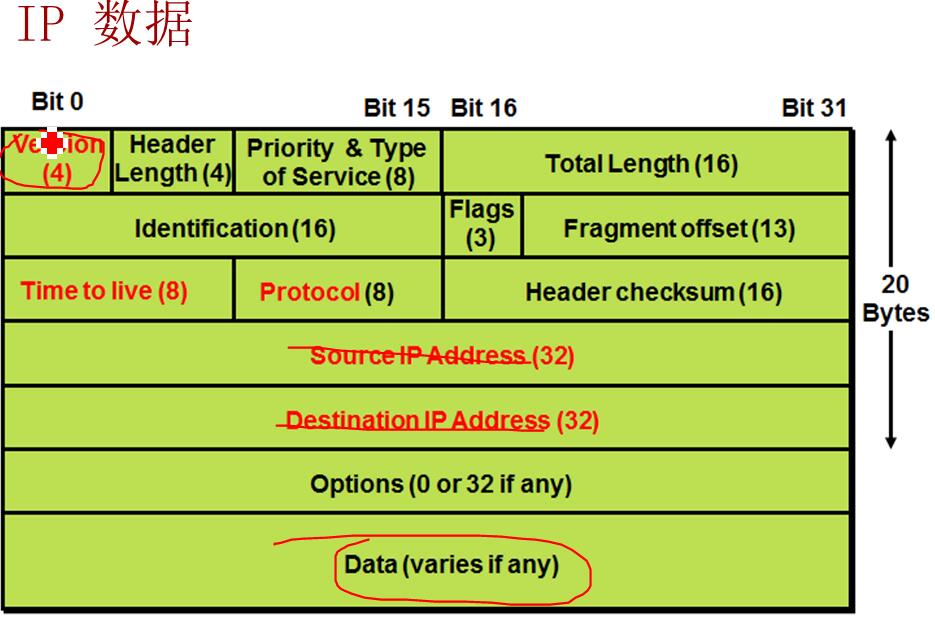 IP 数据
Bit 0 Bit 15 Bit 16 Bit 31
Version (4)
Header Length (4)
Priority & Type of Service (8)
Total Length (16)
Identification (16)
Flags (3)
Fragment offset (13)
Time to live (8)
Protocol (8)
Header checksum (16)
20 Bytes
Source IP Address (32)
Destination IP Address (32)
Options (0 or 32 if any)
Data (varies if any)